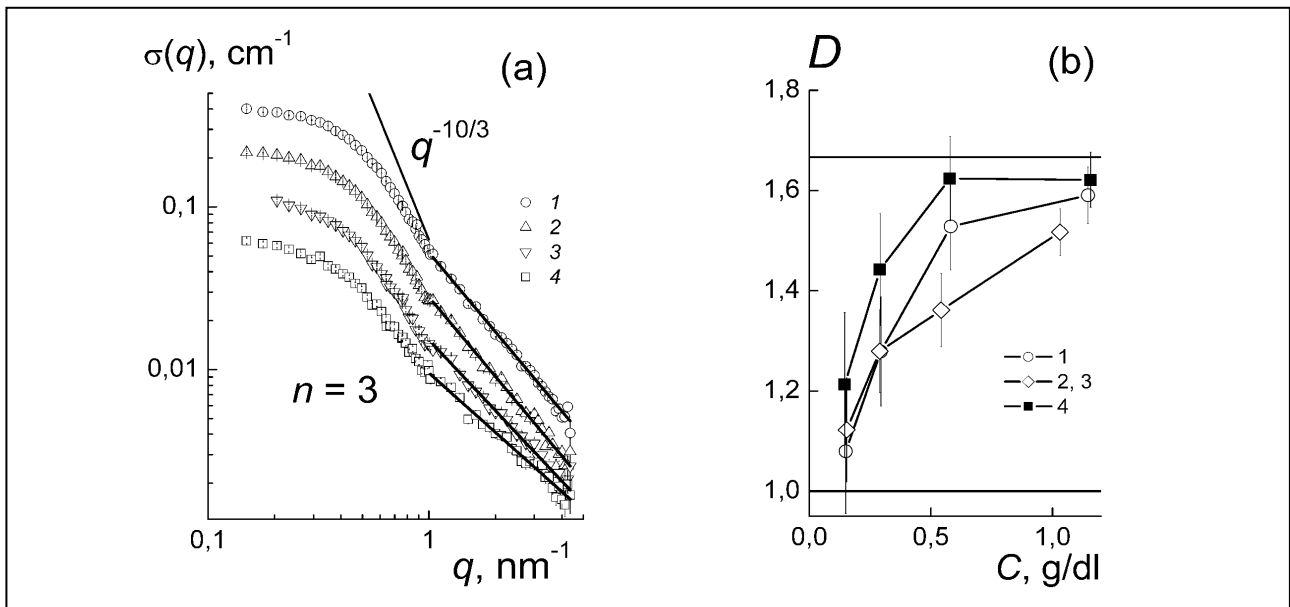 σ(q), cm⁻¹
(a)
q⁻¹⁰/³
1
2
3
4
n = 3
0,1
0,01
0,1
1
q, nm⁻¹
D
(b)
1,8
1,6
1,4
1,2
1,0
1
2, 3
4
0,0
0,5
1,0
C, g/dl